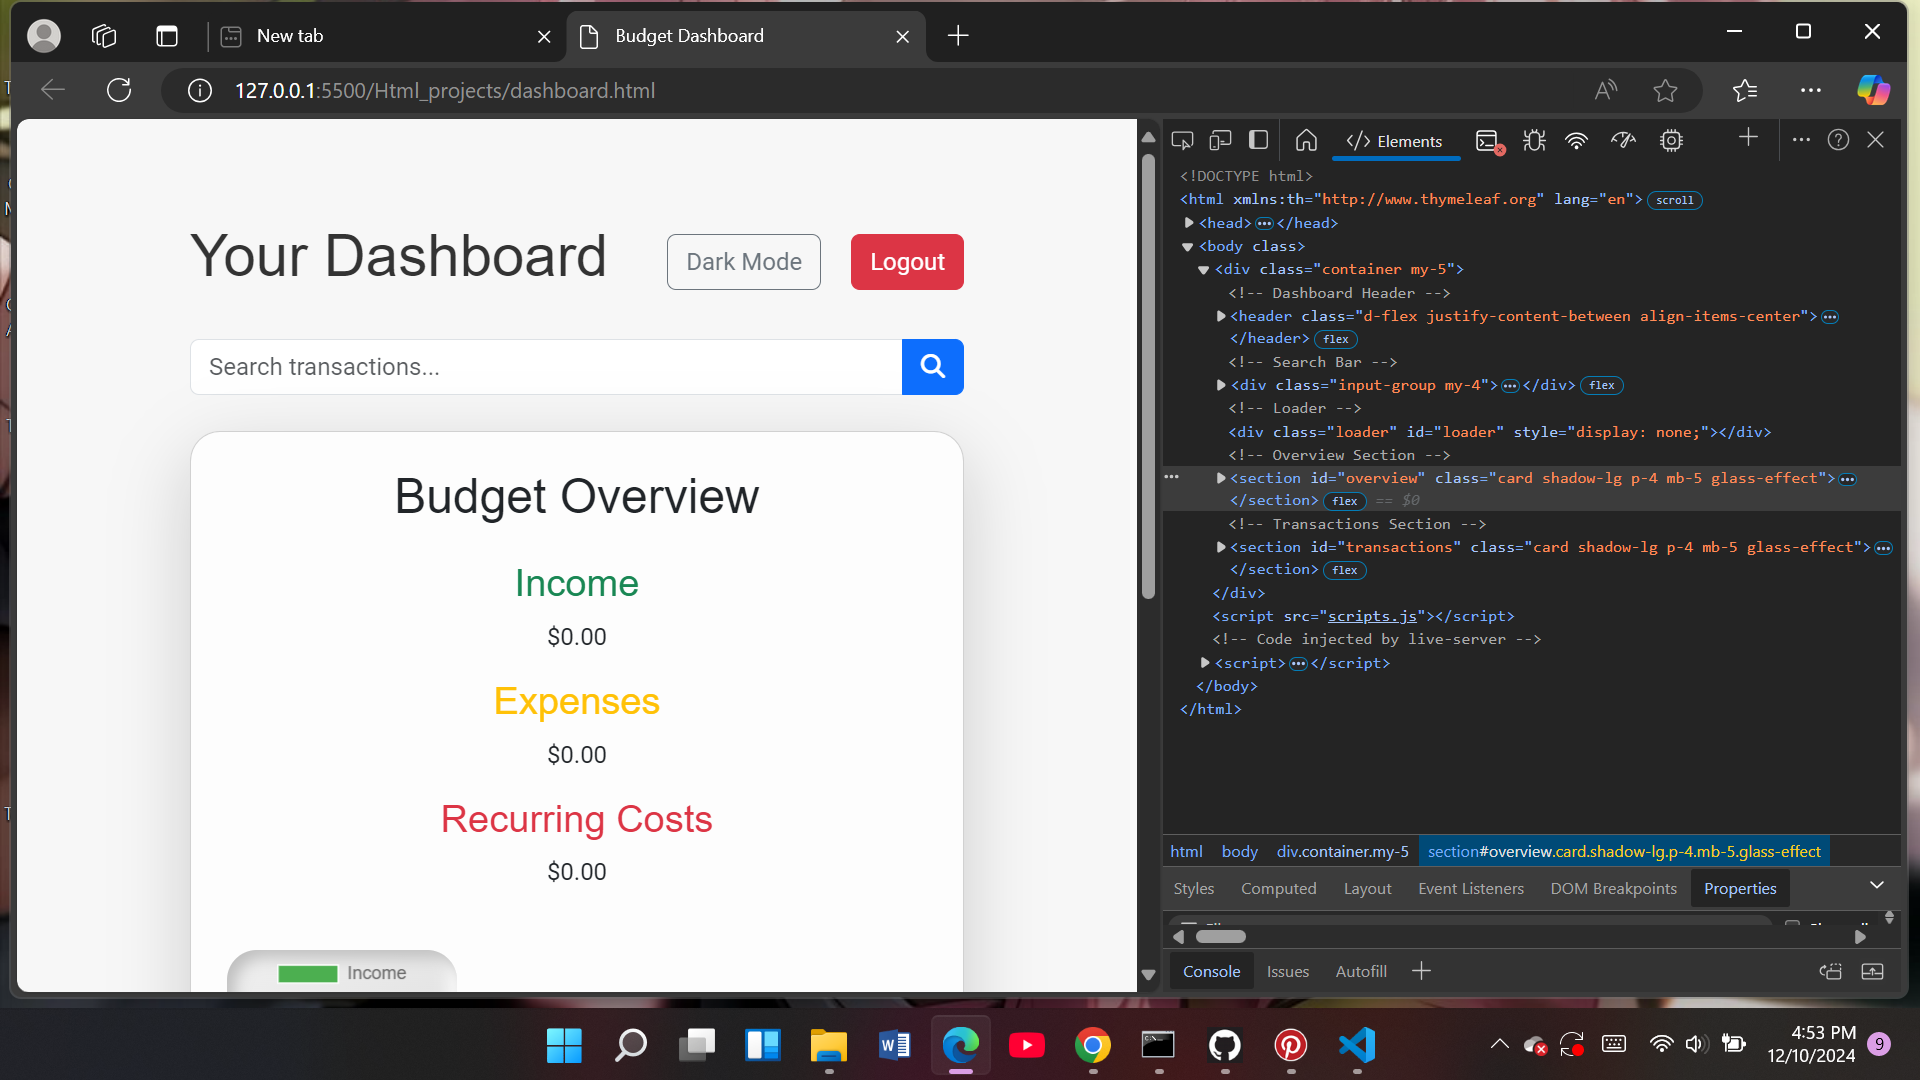 New tab
Budget Dashboard
127.0.0.1:5500/Html_projects/dashboard.html
Your Dashboard
Dark Mode
Logout
Search transactions...
Budget Overview
Income
$0.00
Expenses
$0.00
Recurring Costs
$0.00
Income
Elements
<!DOCTYPE html>
<html xmlns:th="http://www.thymeleaf.org" lang="en"> scroll
<head> ••• </head>
<body class>
<div class="container my-5">
<!-- Dashboard Header -->
<header class="d-flex justify-content-between align-items-center"> •••
</header> flex
<!-- Search Bar -->
<div class="input-group my-4"> ••• </div> flex
<!-- Loader -->
<div class="loader" id="loader" style="display: none;"></div>
<!-- Overview Section -->
<section id="overview" class="card shadow-lg p-4 mb-5 glass-effect"> •••
</section> flex == $0
<!-- Transactions Section -->
<section id="transactions" class="card shadow-lg p-4 mb-5 glass-effect"> •••
</section> flex
</div>
<script src="scripts.js"></script>
<!-- Code injected by live-server -->
<script> ••• </script>
</body>
</html>
html body div.container.my-5 section#overview.card.shadow-lg.p-4.mb-5.glass-effect
Styles Computed Layout Event Listeners DOM Breakpoints Properties
Console Issues Autofill
4:53 PM
12/10/2024
9